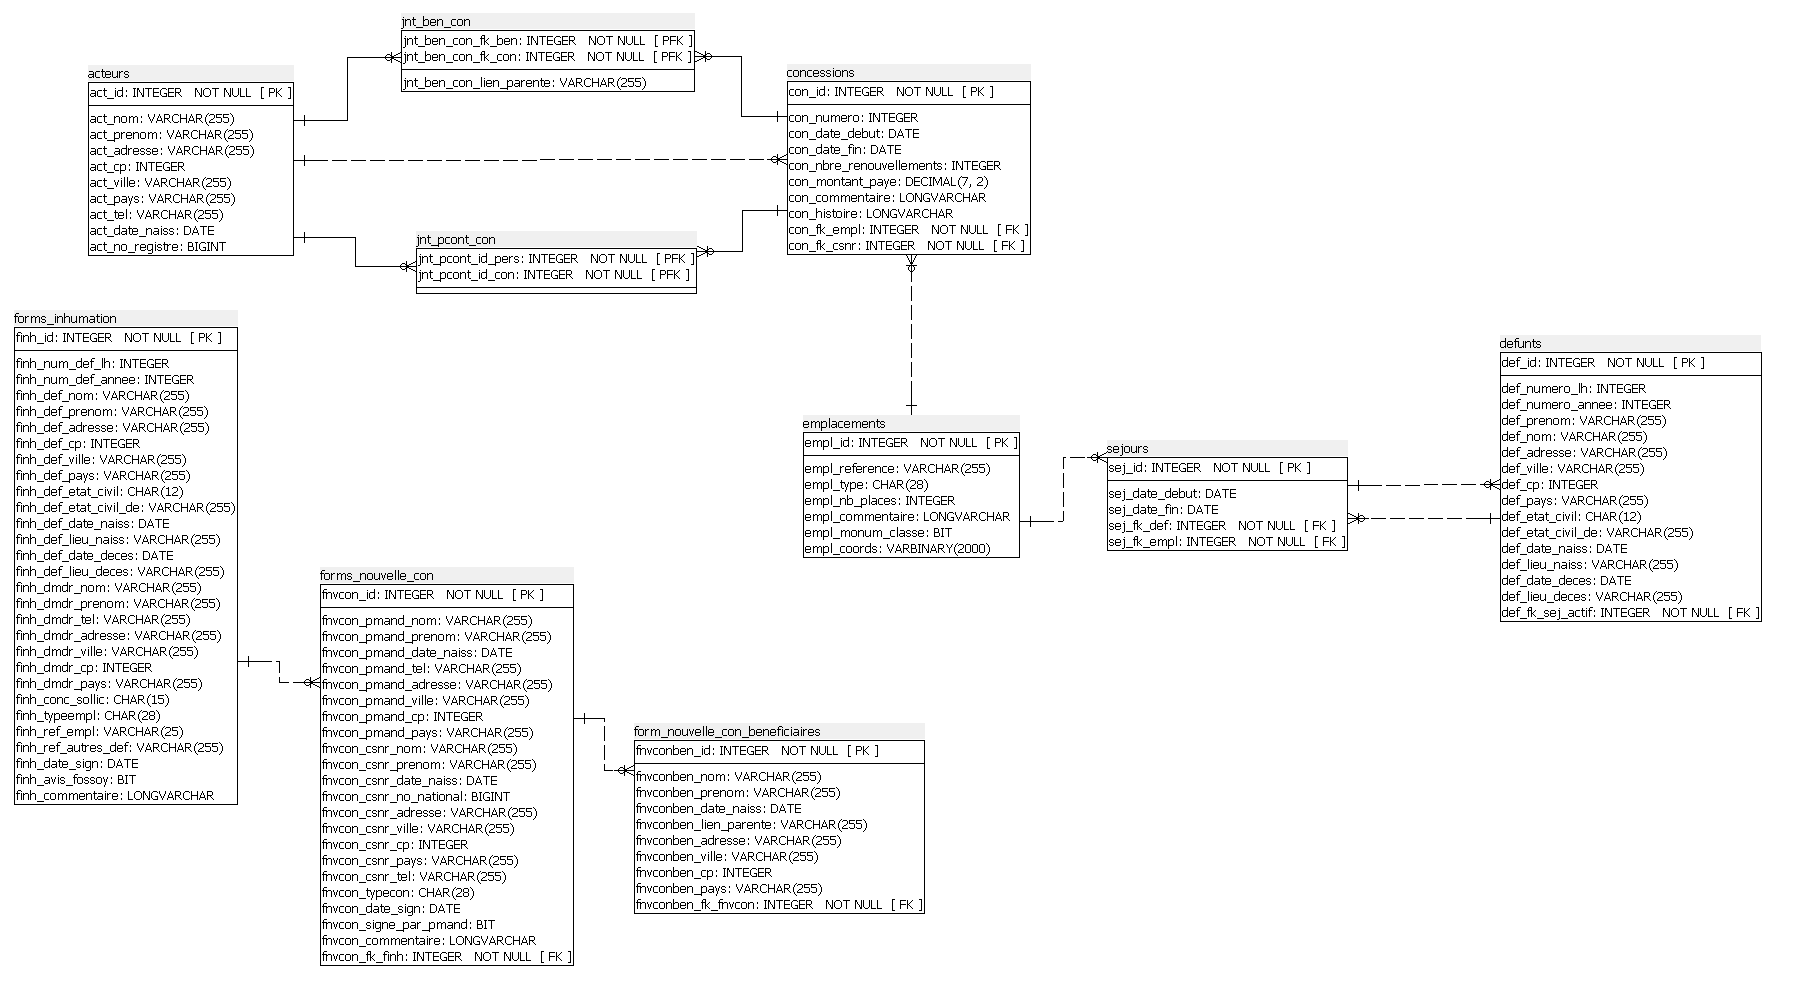 jnt_ben_con
jnt_ben_con_fk_ben: INTEGER NOT NULL [ PFK ]
jnt_ben_con_fk_con: INTEGER NOT NULL [ PFK ]
jnt_ben_con_lien_parente: VARCHAR(255)
acteurs
act_id: INTEGER NOT NULL [ PK ]
act_nom: VARCHAR(255)
act_prenom: VARCHAR(255)
act_adresse: VARCHAR(255)
act_cp: INTEGER
act_ville: VARCHAR(255)
act_pays: VARCHAR(255)
act_tel: VARCHAR(255)
act_date_naiss: DATE
act_no_registre: BIGINT
concessions
con_id: INTEGER NOT NULL [ PK ]
con_numero: INTEGER
con_date_debut: DATE
con_date_fin: DATE
con_nbre_renouvellements: INTEGER
con_montant_paye: DECIMAL(7, 2)
con_commentaire: LONGVARCHAR
con_histoire: LONGVARCHAR
con_fk_empl: INTEGER NOT NULL [ FK ]
con_fk_csnr: INTEGER NOT NULL [ FK ]
jnt_pcont_con
jnt_pcont_id_pers: INTEGER NOT NULL [ PFK ]
jnt_pcont_id_con: INTEGER NOT NULL [ PFK ]
forms_inhumation
finh_id: INTEGER NOT NULL [ PK ]
finh_num_def_lh: INTEGER
finh_num_def_annee: INTEGER
finh_def_nom: VARCHAR(255)
finh_def_prenom: VARCHAR(255)
finh_def_adresse: VARCHAR(255)
finh_def_cp: INTEGER
finh_def_ville: VARCHAR(255)
finh_def_pays: VARCHAR(255)
finh_def_etat_civil: CHAR(12)
finh_def_etat_civil_de: VARCHAR(255)
finh_def_date_naiss: DATE
finh_def_lieu_naiss: VARCHAR(255)
finh_def_date_deces: DATE
finh_def_lieu_deces: VARCHAR(255)
finh_dmdr_nom: VARCHAR(255)
finh_dmdr_prenom: VARCHAR(255)
finh_dmdr_tel: VARCHAR(255)
finh_dmdr_adresse: VARCHAR(255)
finh_dmdr_ville: VARCHAR(255)
finh_dmdr_cp: INTEGER
finh_dmdr_pays: VARCHAR(255)
finh_conc_sollic: CHAR(15)
finh_typeempl: CHAR(28)
finh_ref_empl: VARCHAR(25)
finh_ref_autres_def: VARCHAR(255)
finh_date_sign: DATE
finh_avis_fossoy: BIT
finh_commentaire: LONGVARCHAR
defunts
def_id: INTEGER NOT NULL [ PK ]
def_numero_lh: INTEGER
def_numero_annee: INTEGER
def_prenom: VARCHAR(255)
def_nom: VARCHAR(255)
def_adresse: VARCHAR(255)
def_ville: VARCHAR(255)
def_cp: INTEGER
def_pays: VARCHAR(255)
def_etat_civil: CHAR(12)
def_etat_civil_de: VARCHAR(255)
def_date_naiss: DATE
def_lieu_naiss: VARCHAR(255)
def_date_deces: DATE
def_lieu_deces: VARCHAR(255)
def_fk_sej_actif: INTEGER NOT NULL [ FK ]
emplacements
empl_id: INTEGER NOT NULL [ PK ]
empl_reference: VARCHAR(255)
empl_type: CHAR(28)
empl_nb_places: INTEGER
empl_commentaire: LONGVARCHAR
empl_monum_classe: BIT
empl_coords: VARBINARY(2000)
sejours
sej_id: INTEGER NOT NULL [ PK ]
sej_date_debut: DATE
sej_date_fin: DATE
sej_fk_def: INTEGER NOT NULL [ FK ]
sej_fk_empl: INTEGER NOT NULL [ FK ]
forms_nouvelle_con
fnvcon_id: INTEGER NOT NULL [ PK ]
fnvcon_pmand_nom: VARCHAR(255)
fnvcon_pmand_prenom: VARCHAR(255)
fnvcon_pmand_date_naiss: DATE
fnvcon_pmand_tel: VARCHAR(255)
fnvcon_pmand_adresse: VARCHAR(255)
fnvcon_pmand_ville: VARCHAR(255)
fnvcon_pmand_cp: INTEGER
fnvcon_pmand_pays: VARCHAR(255)
fnvcon_csnr_nom: VARCHAR(255)
fnvcon_csnr_prenom: VARCHAR(255)
fnvcon_csnr_date_naiss: DATE
fnvcon_csnr_no_national: BIGINT
fnvcon_csnr_adresse: VARCHAR(255)
fnvcon_csnr_ville: VARCHAR(255)
fnvcon_csnr_cp: INTEGER
fnvcon_csnr_pays: VARCHAR(255)
fnvcon_csnr_tel: VARCHAR(255)
fnvcon_typecon: CHAR(28)
fnvcon_date_sign: DATE
fnvcon_signe_par_pmand: BIT
fnvcon_commentaire: LONGVARCHAR
fnvcon_fk_finh: INTEGER NOT NULL [ FK ]
form_nouvelle_con_beneficiaires
fnvconben_id: INTEGER NOT NULL [ PK ]
fnvconben_nom: VARCHAR(255)
fnvconben_prenom: VARCHAR(255)
fnvconben_date_naiss: DATE
fnvconben_lien_parente: VARCHAR(255)
fnvconben_adresse: VARCHAR(255)
fnvconben_ville: VARCHAR(255)
fnvconben_cp: INTEGER
fnvconben_pays: VARCHAR(255)
fnvconben_fk_fnvcon: INTEGER NOT NULL [ FK ]